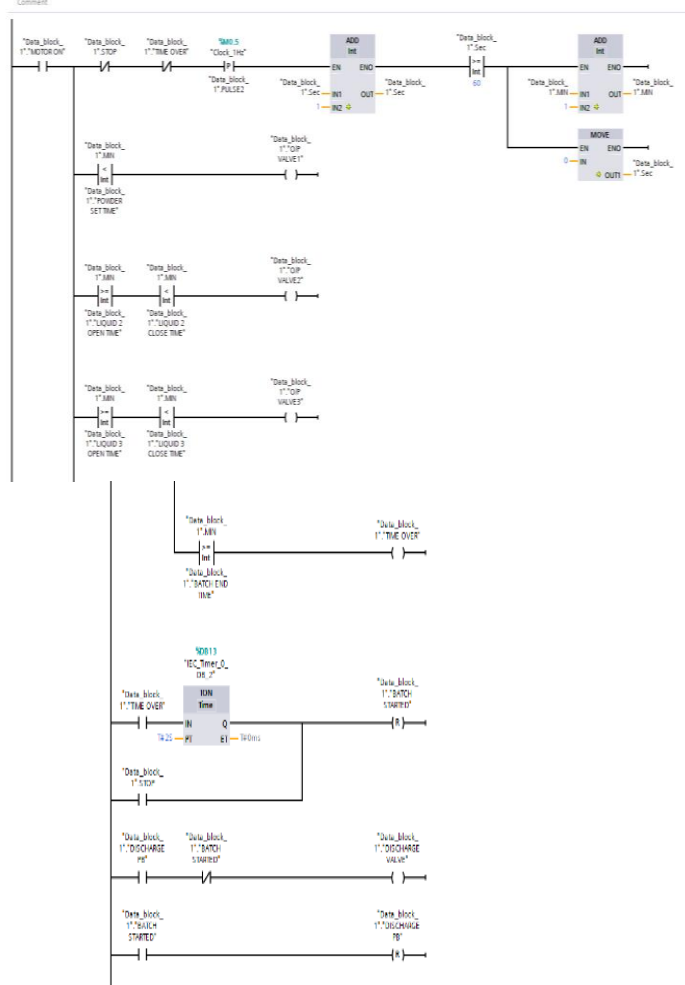 Comment
"Data_block_
1"."MOTOR ON"
"Data_block_
1".STOP
"Data_block_
1"."TIME OVER"
%M0.5
"Clock_1Hz"
P
"Data_block_
1".PULSE2
ADD
Int
EN ENO
"Data_block_
1".Sec
IN1 OUT
"Data_block_
1".Sec
1
IN2
"Data_block_
1".Sec
>=
Int
60
ADD
Int
EN ENO
"Data_block_
1".MIN
IN1 OUT
"Data_block_
1".MIN
1
IN2
MOVE
EN ENO
0
IN
OUT1
"Data_block_
1".Sec
"Data_block_
1".MIN
<
Int
"Data_block_
1"."POWDER
SET TIME"
"Data_block_
1"."O/P
VALVE1"
"Data_block_
1".MIN
>=
Int
"Data_block_
1"."LIQUID 2
OPEN TIME"
"Data_block_
1".MIN
<
Int
"Data_block_
1"."LIQUID 2
CLOSE TIME"
"Data_block_
1"."O/P
VALVE2"
"Data_block_
1".MIN
>=
Int
"Data_block_
1"."LIQUID 3
OPEN TIME"
"Data_block_
1".MIN
<
Int
"Data_block_
1"."LIQUID 3
CLOSE TIME"
"Data_block_
1"."O/P
VALVE3"
"Data_block_
1".MIN
>=
Int
"Data_block_
1"."BATCH END
TIME"
"Data_block_
1"."TIME OVER"
%DB13
"IEC_Timer_0_
DB_2"
TON
Time
"Data_block_
1"."TIME OVER"
IN Q
T#2S
PT ET
T#0ms
"Data_block_
1"."BATCH
STARTED"
R
"Data_block_
1".STOP
"Data_block_
1"."DISCHARGE
PB"
"Data_block_
1"."BATCH
STARTED"
"Data_block_
1"."DISCHARGE
VALVE"
"Data_block_
1"."BATCH
STARTED"
"Data_block_
1"."DISCHARGE
PB"
R